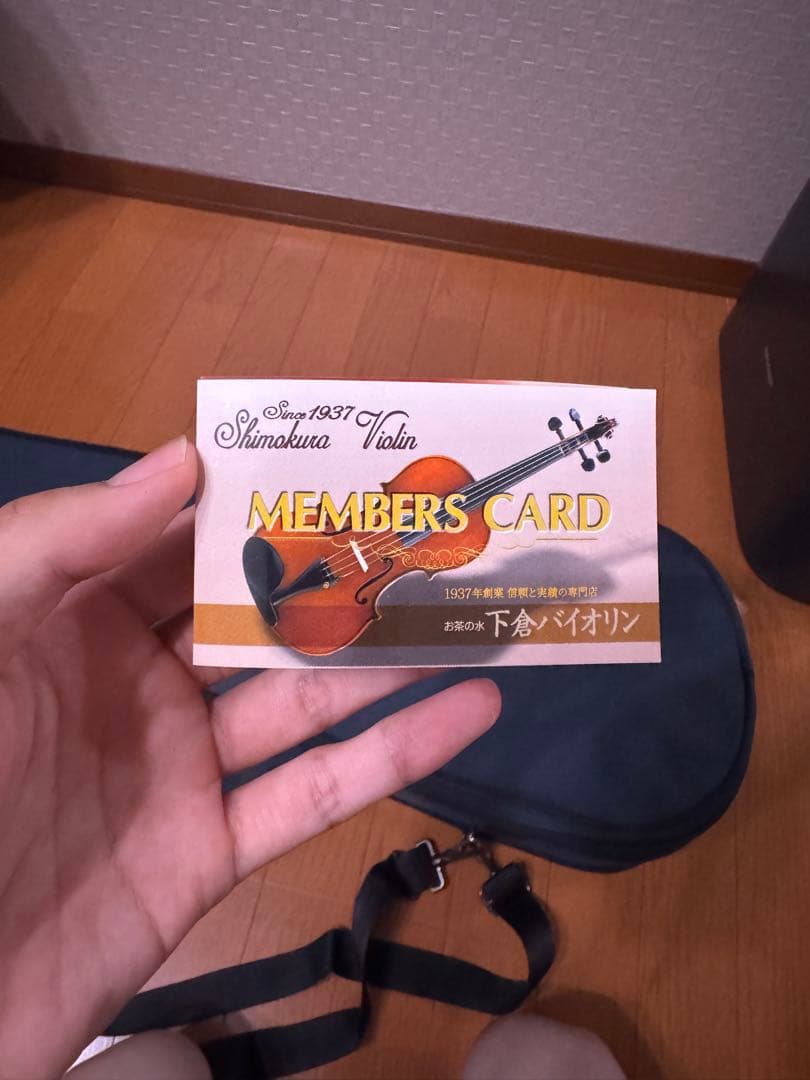 Since 1937
Shimokura Violin
MEMBERS CARD
1937年創業 信頼と実績の専門店
お茶の水 下倉バイオリン